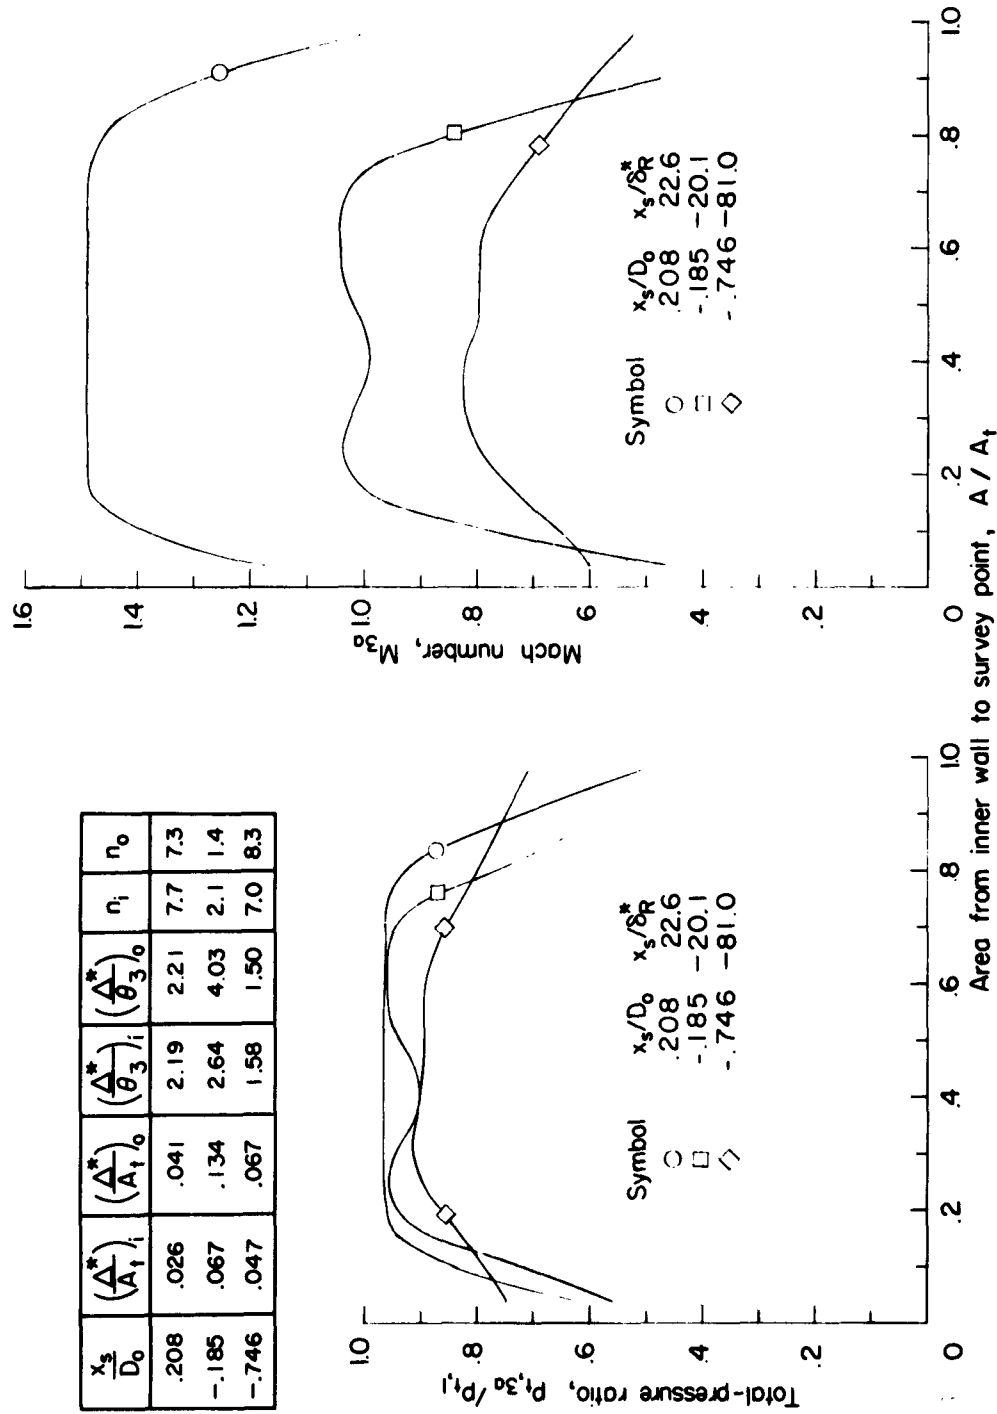 x_s/D_o (Δ*/A_t)_i (Δ*/A_t)_o (Δ*/θ_3)_i (Δ*/θ_3)_o n_i n_o
.208 .026 .041 2.19 2.21 7.7 7.3
-.185 .067 .134 2.64 4.03 2.1 1.4
-.746 .047 .067 1.58 1.50 7.0 8.3
Total-pressure ratio, p_t,3a/p_t,1
1.0
.8
.6
.4
.2
0
Symbol x_s/D_o x_s/δ*_R
○ .208 22.6
□ -.185 -20.1
◇ -.746 -81.0
.2 .4 .6 .8 1.0
Mach number, M_3a
1.6
1.4
1.2
1.0
.8
.6
.4
.2
0
Symbol x_s/D_o x_s/δ*_R
○ .208 22.6
□ -.185 -20.1
◇ -.746 -81.0
.2 .4 .6 .8 1.0
Area from inner wall to survey point, A / A_t